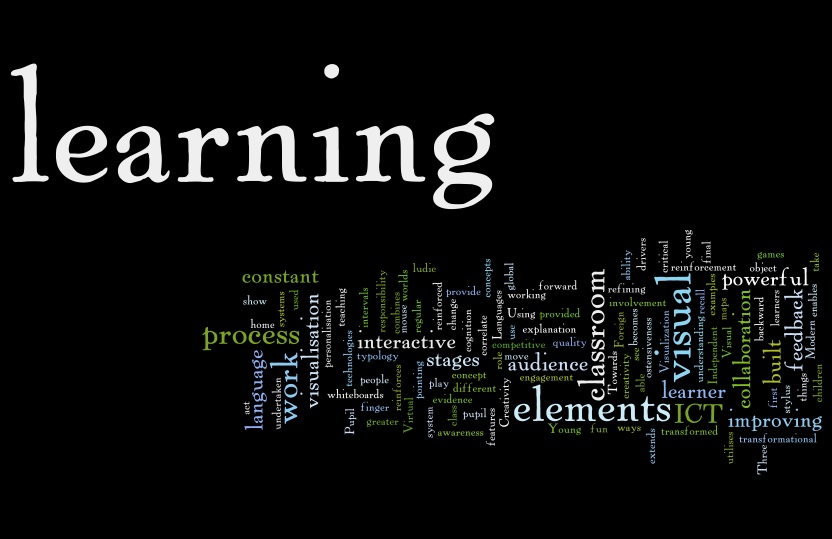 learning
constant
ludie
show
systems
used
home
process
language
act
undertaken
work
visualisation
personalisation
teaching
technologies
intervals
responsibility
combines
mouse
worlds
regular
reinforced
change
provide
concepts
cognition
correlate
Languages
global
working
forward
Using
provided
use
explanation
interactive
typology
people
whiteboards
Pupil
finger
greater
reinforces
Virtual
pointing
stages
concept
play
different
evidence
system
class
pupil
awareness
features
Creativity
role
move
competitive
quality
audience
engagement
elements
Young
fun
ways
classroom
Towards
refining
involvement
Foreign
creativity
see
becomes
able
ostensiveness
ability
drivers
critical
young
final
reinforcement
object
games
take
powerful
visual
Visualization
understanding
recall
Independent
examples
maps
Visual
collaboration
backward
built
learners
feedback
Modern
enables
things
children
first
stylus
learner
ICT
improving
transformed
transformational
extends
utilises
Three